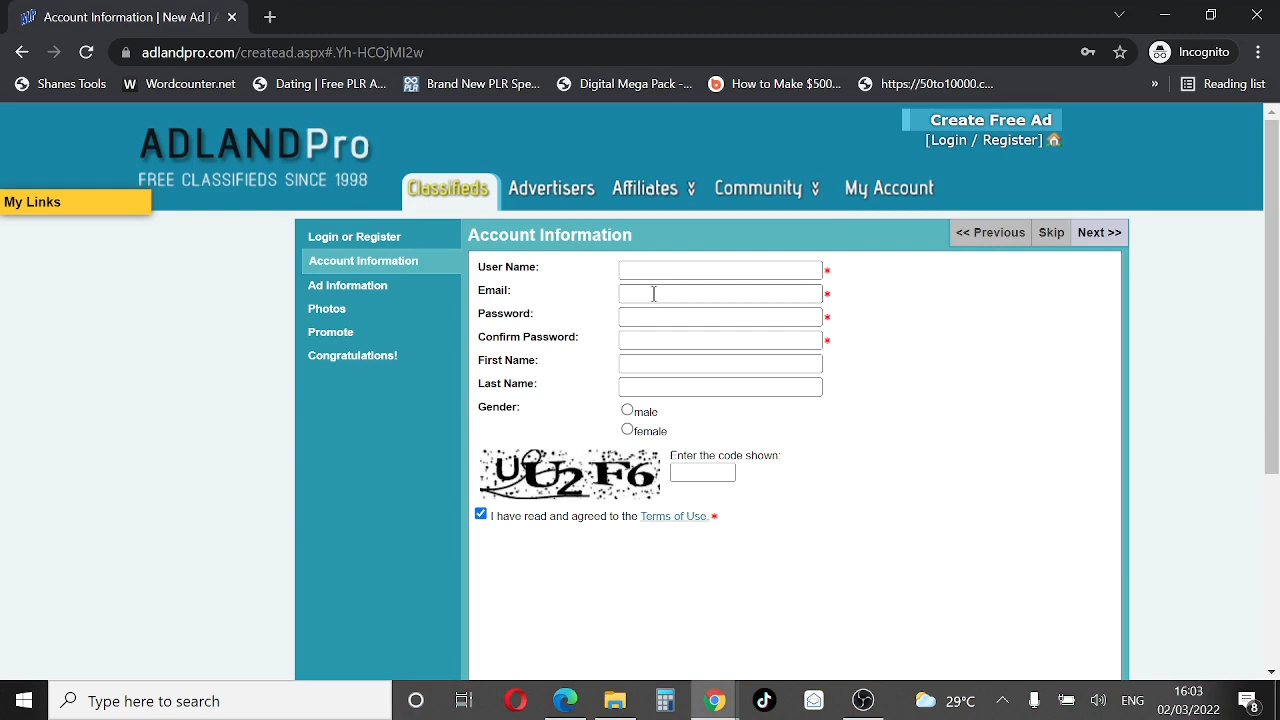 Account Information | New Ad | A
adlandpro.com/createad.aspx#.Yh-HCOjMI2w
Incognito
Shanes Tools
W Wordcounter.net
Dating | Free PLR A...
PLR Brand New PLR Spe...
Digital Mega Pack -...
How to Make $500...
https://50to10000.c...
»
Reading list
ADLANDPro
FREE CLASSIFIEDS SINCE 1998
Create Free Ad
[Login / Register]
Classifieds
Advertisers
Affiliates
Community
My Account
My Links
Login or Register
Account Information
Ad Information
Photos
Promote
Congratulations!
Account Information
<< Previous
Skip
Next >>
User Name: *
Email: *
Password: *
Confirm Password: *
First Name:
Last Name:
Gender:
male
female
UU2F6
Enter the code shown:
I have read and agreed to the Terms of Use. *
Type here to search
29°C
ENG
16:03
02/03/2022
8